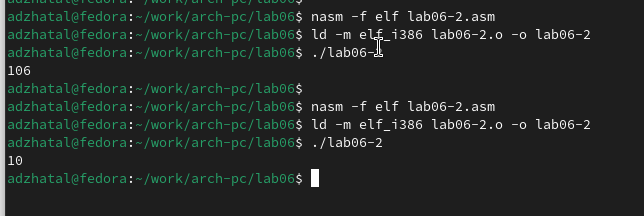 adzhatal@fedora:~/work/arch-pc/lab06$ nasm -f elf lab06-2.asm
adzhatal@fedora:~/work/arch-pc/lab06$ ld -m elf_i386 lab06-2.o -o lab06-2
adzhatal@fedora:~/work/arch-pc/lab06$ ./lab06-2
106
adzhatal@fedora:~/work/arch-pc/lab06$
adzhatal@fedora:~/work/arch-pc/lab06$ nasm -f elf lab06-2.asm
adzhatal@fedora:~/work/arch-pc/lab06$ ld -m elf_i386 lab06-2.o -o lab06-2
adzhatal@fedora:~/work/arch-pc/lab06$ ./lab06-2
10
adzhatal@fedora:~/work/arch-pc/lab06$